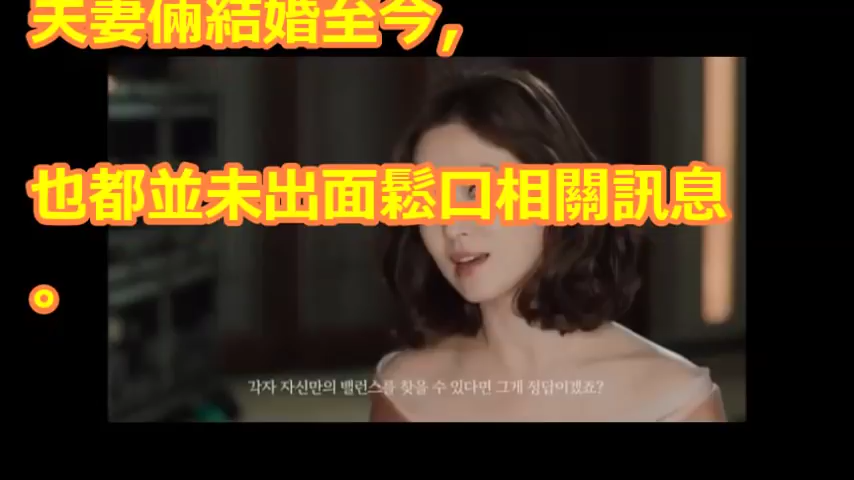 夫妻倆結婚至今，
也都並未出面鬆口相關訊息
。
각자 자신만의 밸런스를 찾을 수 있다면 그게 정답이겠죠?